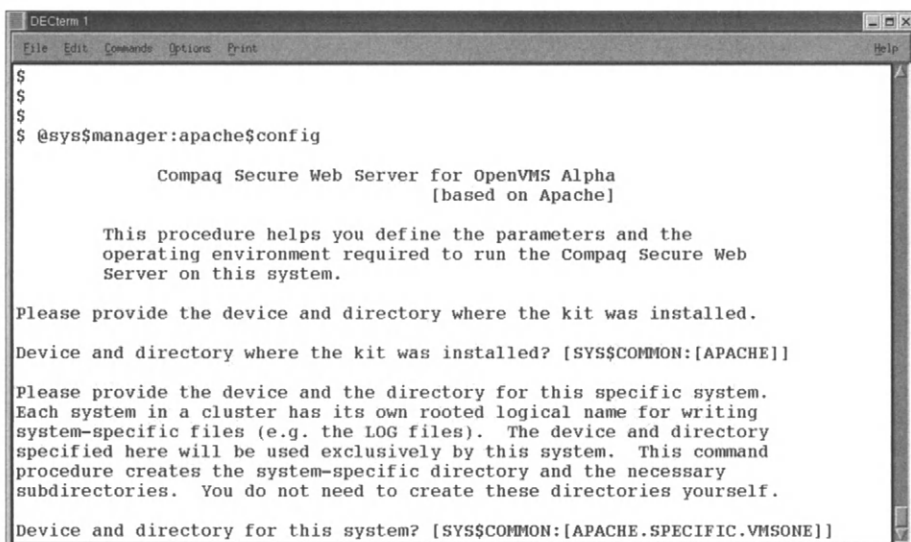 DECterm 1
File Edit Commands Options Print Help
$
$
$
$ @sys$manager:apache$config
Compaq Secure Web Server for OpenVMS Alpha
[based on Apache]
This procedure helps you define the parameters and the
operating environment required to run the Compaq Secure Web
Server on this system.
Please provide the device and directory where the kit was installed.
Device and directory where the kit was installed? [SYS$COMMON:[APACHE]]
Please provide the device and the directory for this specific system.
Each system in a cluster has its own rooted logical name for writing
system-specific files (e.g. the LOG files).  The device and directory
specified here will be used exclusively by this system.  This command
procedure creates the system-specific directory and the necessary
subdirectories.  You do not need to create these directories yourself.
Device and directory for this system? [SYS$COMMON:[APACHE.SPECIFIC.VMSONE]]